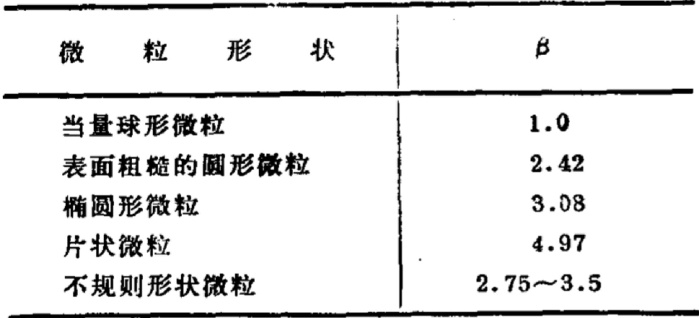 微粒形状 β
当量球形微粒 1.0
表面粗糙的圆形微粒 2.42
椭圆形微粒 3.08
片状微粒 4.97
不规则形状微粒 2.75～3.5